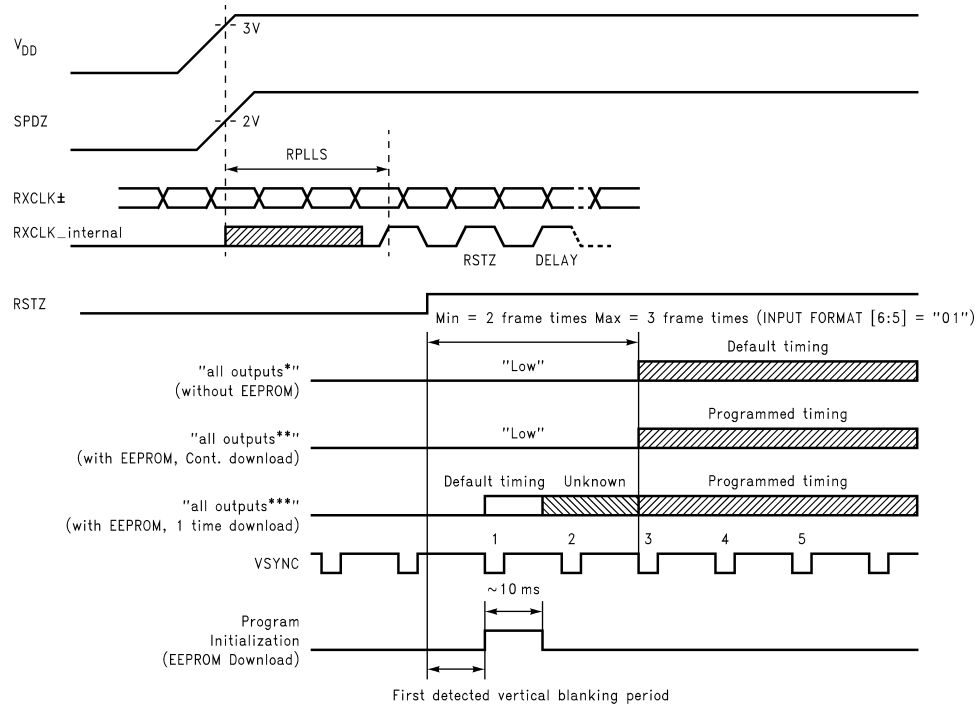 VDD
3V
SPDZ
2V
RPLLS
RXCLK±
RXCLK_internal
RSTZ DELAY
RSTZ
Min = 2 frame times Max = 3 frame times (INPUT FORMAT [6:5] = "01")
"all outputs*"
(without EEPROM)
"Low"
Default timing
"all outputs**"
(with EEPROM, Cont. download)
"Low"
Programmed timing
"all outputs***"
(with EEPROM, 1 time download)
Default timing
Unknown
Programmed timing
1 2 3 4 5
VSYNC
~10 ms
Program
Initialization
(EEPROM Download)
First detected vertical blanking period